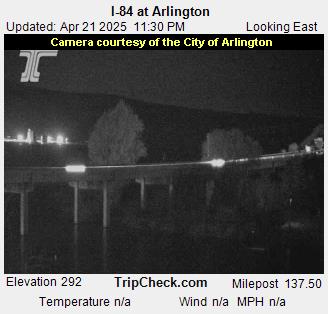 I-84 at Arlington
Updated: Apr 21 2025 11:30 PM Looking East
Camera courtesy of the City of Arlington
Elevation 292 TripCheck.com Milepost 137.50
Temperature n/a Wind n/a MPH n/a